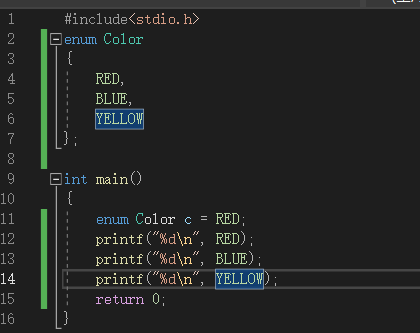 1 #include<stdio.h>
2 enum Color
3 {
4 RED,
5 BLUE,
6 YELLOW
7 };
8
9 int main()
10 {
11 enum Color c = RED;
12 printf("%d\n", RED);
13 printf("%d\n", BLUE);
14 printf("%d\n", YELLOW);
15 return 0;
16 }